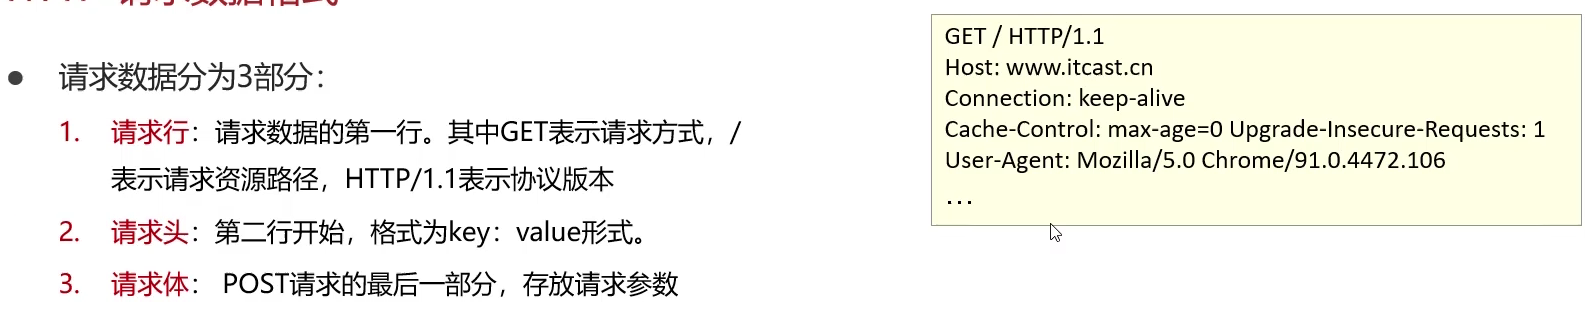 请求数据格式
● 请求数据分为3部分：
1. 请求行：请求数据的第一行。其中GET表示请求方式，/
表示请求资源路径，HTTP/1.1表示协议版本
2. 请求头：第二行开始，格式为key：value形式。
3. 请求体： POST请求的最后一部分，存放请求参数
GET / HTTP/1.1
Host: www.itcast.cn
Connection: keep-alive
Cache-Control: max-age=0 Upgrade-Insecure-Requests: 1
User-Agent: Mozilla/5.0 Chrome/91.0.4472.106
...